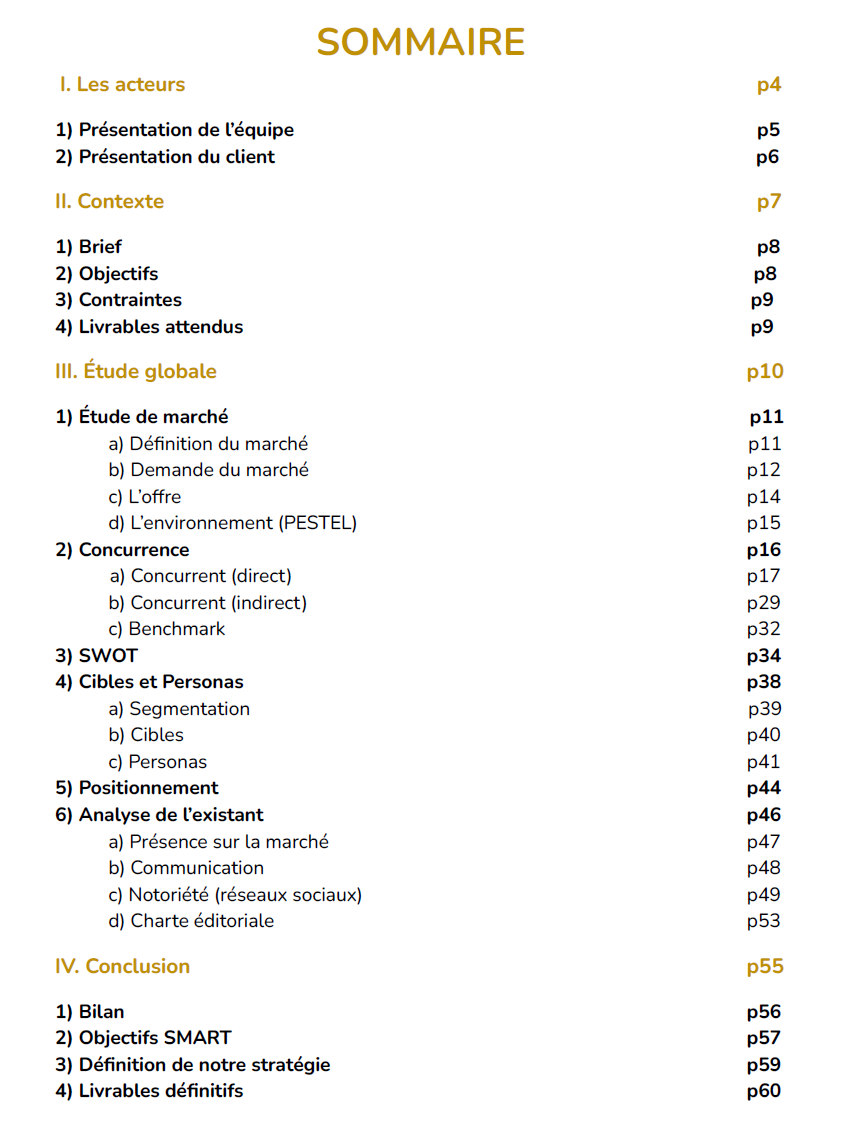 SOMMAIRE
I. Les acteurs p4
1) Présentation de l’équipe p5
2) Présentation du client p6
II. Contexte p7
1) Brief p8
2) Objectifs p8
3) Contraintes p9
4) Livrables attendus p9
III. Étude globale p10
1) Étude de marché p11
a) Définition du marché p11
b) Demande du marché p12
c) L’offre p14
d) L’environnement (PESTEL) p15
2) Concurrence p16
a) Concurrent (direct) p17
b) Concurrent (indirect) p29
c) Benchmark p32
3) SWOT p34
4) Cibles et Personas p38
a) Segmentation p39
b) Cibles p40
c) Personas p41
5) Positionnement p44
6) Analyse de l’existant p46
a) Présence sur la marché p47
b) Communication p48
c) Notoriété (réseaux sociaux) p49
d) Charte éditoriale p53
IV. Conclusion p55
1) Bilan p56
2) Objectifs SMART p57
3) Définition de notre stratégie p59
4) Livrables définitifs p60